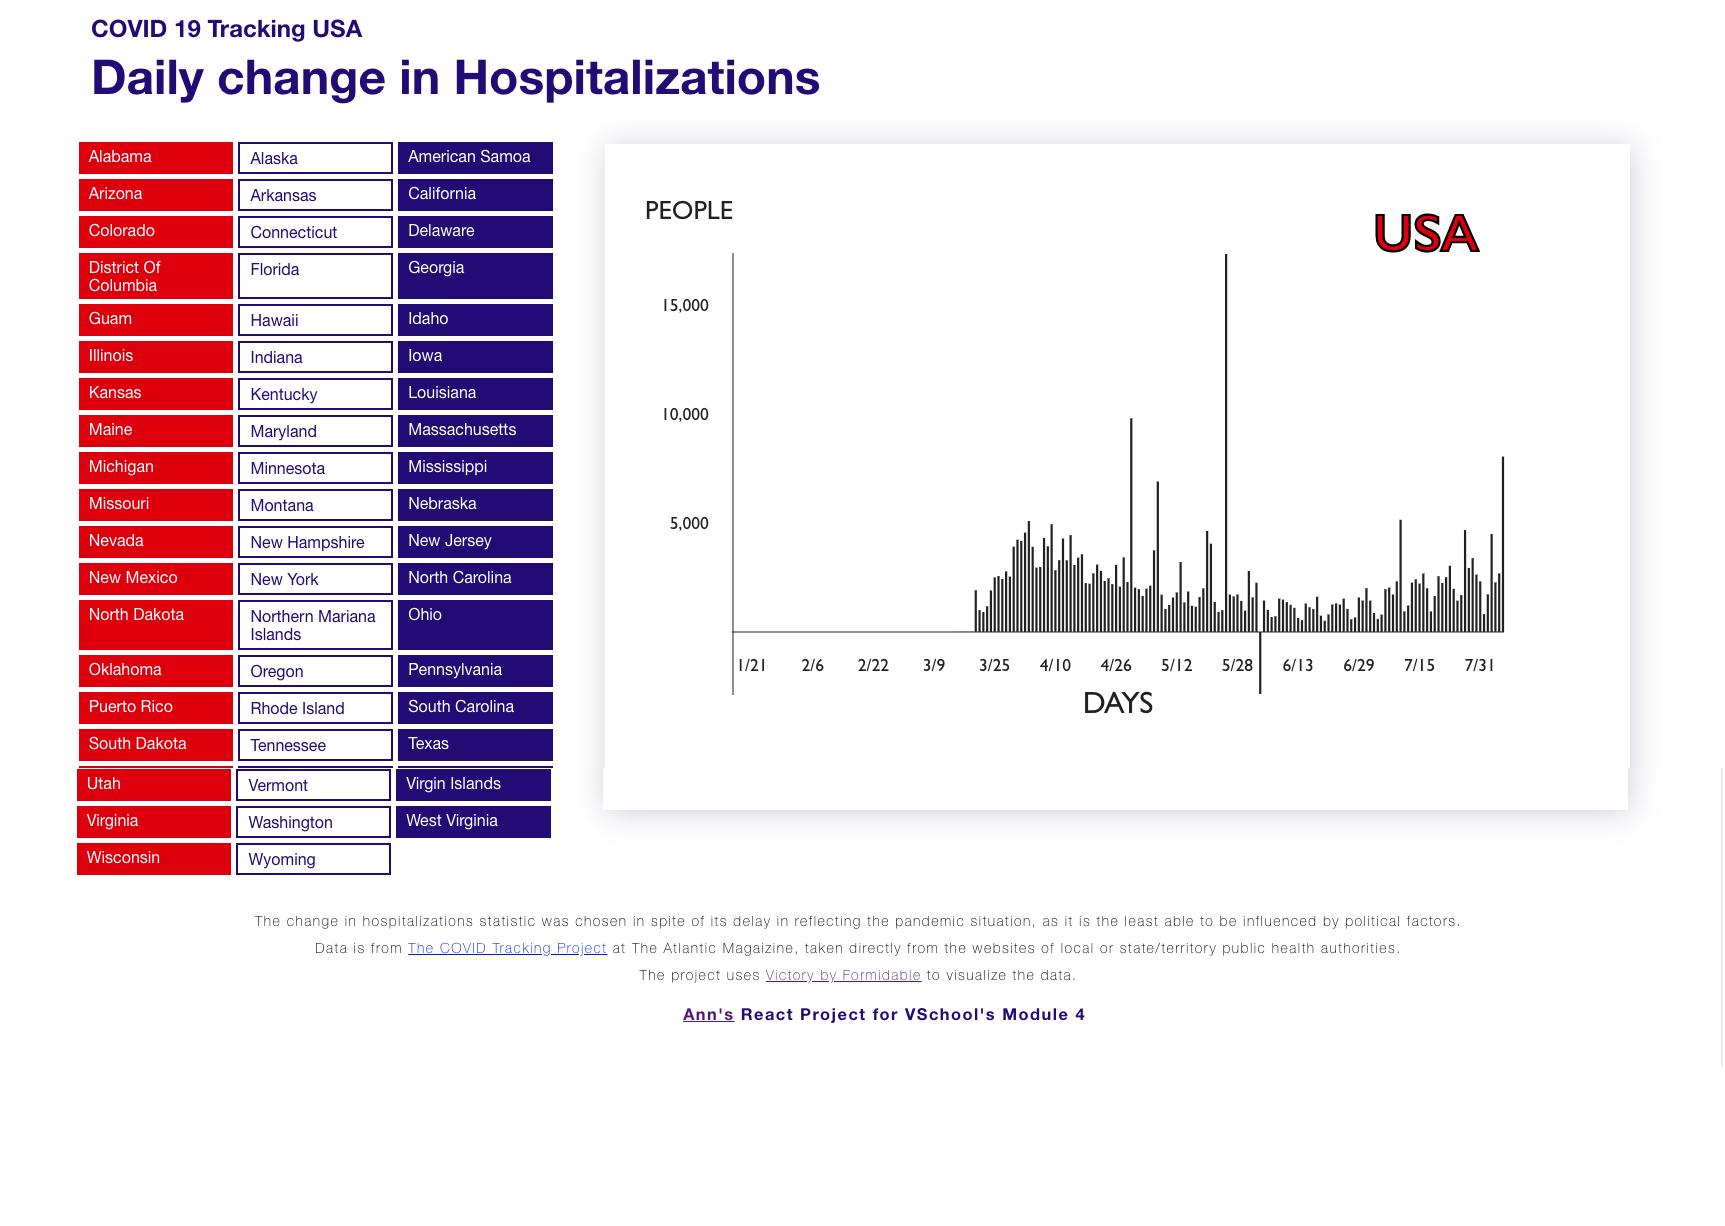 COVID 19 Tracking USA
Daily change in Hospitalizations
Alabama
Alaska
American Samoa
Arizona
Arkansas
California
Colorado
Connecticut
Delaware
District Of
Columbia
Florida
Georgia
Guam
Hawaii
Idaho
Illinois
Indiana
Iowa
Kansas
Kentucky
Louisiana
Maine
Maryland
Massachusetts
Michigan
Minnesota
Mississippi
Missouri
Montana
Nebraska
Nevada
New Hampshire
New Jersey
New Mexico
New York
North Carolina
North Dakota
Northern Mariana
Islands
Ohio
Oklahoma
Oregon
Pennsylvania
Puerto Rico
Rhode Island
South Carolina
South Dakota
Tennessee
Texas
Utah
Vermont
Virgin Islands
Virginia
Washington
West Virginia
Wisconsin
Wyoming
PEOPLE
USA
15,000
10,000
5,000
1/21 2/6 2/22 3/9 3/25 4/10 4/26 5/12 5/28 6/13 6/29 7/15 7/31
DAYS
The change in hospitalizations statistic was chosen in spite of its delay in reflecting the pandemic situation, as it is the least able to be influenced by political factors.
Data is from The COVID Tracking Project at The Atlantic Magaizine, taken directly from the websites of local or state/territory public health authorities.
The project uses Victory by Formidable to visualize the data.
Ann's React Project for VSchool's Module 4